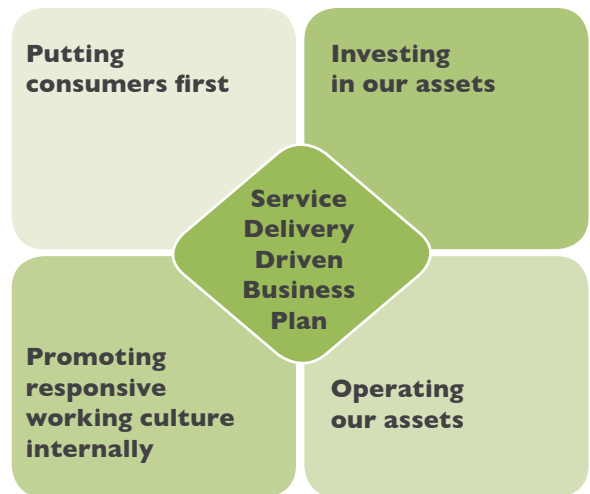 Putting
consumers first
Investing
in our assets
Service
Delivery
Driven
Business
Plan
Promoting
responsive
working culture
internally
Operating
our assets